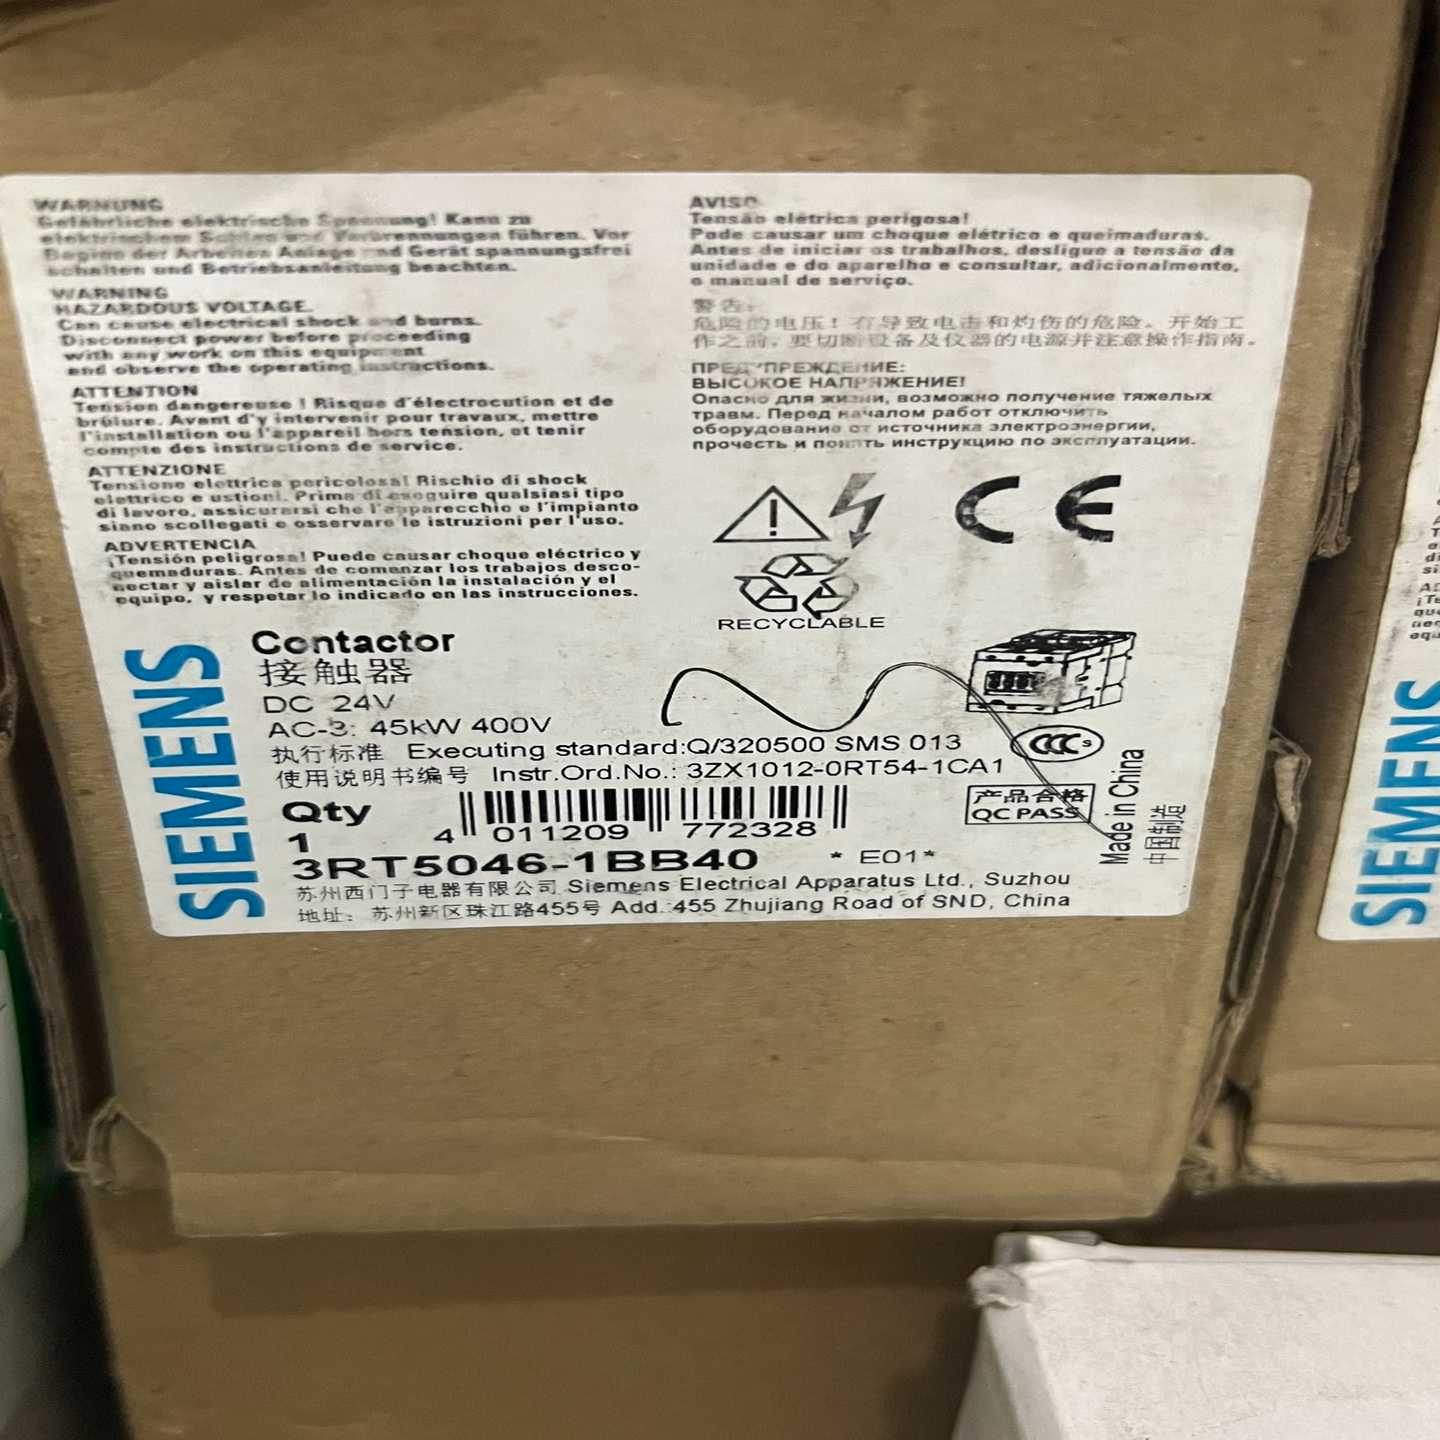 WARNUNG
Gefährliche elektrische Spannung! Kann zu
elektrischem Schlag und Verbrennungen führen. Vor
Beginn der Arbeiten Anlage und Gerät spannungsfrei
schalten und Betriebsanleitung beachten.
WARNING
HAZARDOUS VOLTAGE.
Can cause electrical shock and burns.
Disconnect power before proceeding
with any work on this equipment
and observe the operating instructions.
ATTENTION
Tension dangereuse ! Risque d'électrocution et de
brûlure. Avant d'y intervenir pour travaux, mettre
l'installation ou l'appareil hors tension, et tenir
compte des instructions de service.
ATTENZIONE
Tensione elettrica pericolosa! Rischio di shock
elettrico e ustioni. Prima di eseguire qualsiasi tipo
di lavoro, assicurarsi che l'apparecchio e l'impianto
siano scollegati e osservare le istruzioni per l'uso.
ADVERTENCIA
¡Tensión peligrosa! Puede causar choque eléctrico y
quemaduras. Antes de comenzar los trabajos desco-
nectar y aislar de alimentación la instalación y el
equipo, y respetar lo indicado en las instrucciones.
AVISO
Tensão elétrica perigosa!
Pode causar um choque elétrico e queimaduras.
Antes de iniciar os trabalhos, desligue a tensão da
unidade e do aparelho e consultar, adicionalmente,
o manual de serviço.
警告:
危险的电压！有导致电击和灼伤的危险。开始工
作之前，要切断设备及仪器的电源并注意操作指南。
ПРЕДУПРЕЖДЕНИЕ:
ВЫСОКОЕ НАПРЯЖЕНИЕ!
Опасно для жизни, возможно получение тяжелых
травм. Перед началом работ отключить
оборудование от источника электроэнергии,
прочесть и понять инструкцию по эксплуатации.
CE
RECYCLABLE
SIEMENS
Contactor
接触器
DC 24V
AC-3: 45kW 400V
执行标准 Executing standard:Q/320500 SMS 013
使用说明书编号 Instr.Ord.No.: 3ZX1012-0RT54-1CA1
CCC S
产品合格
QC PASS
Made in China
中国制造
Qty
1
4 011209 772328
3RT5046-1BB40 *E01*
苏州西门子电器有限公司 Siemens Electrical Apparatus Ltd., Suzhou
地址: 苏州新区珠江路455号 Add.:455 Zhujiang Road of SND, China
SIEMENS